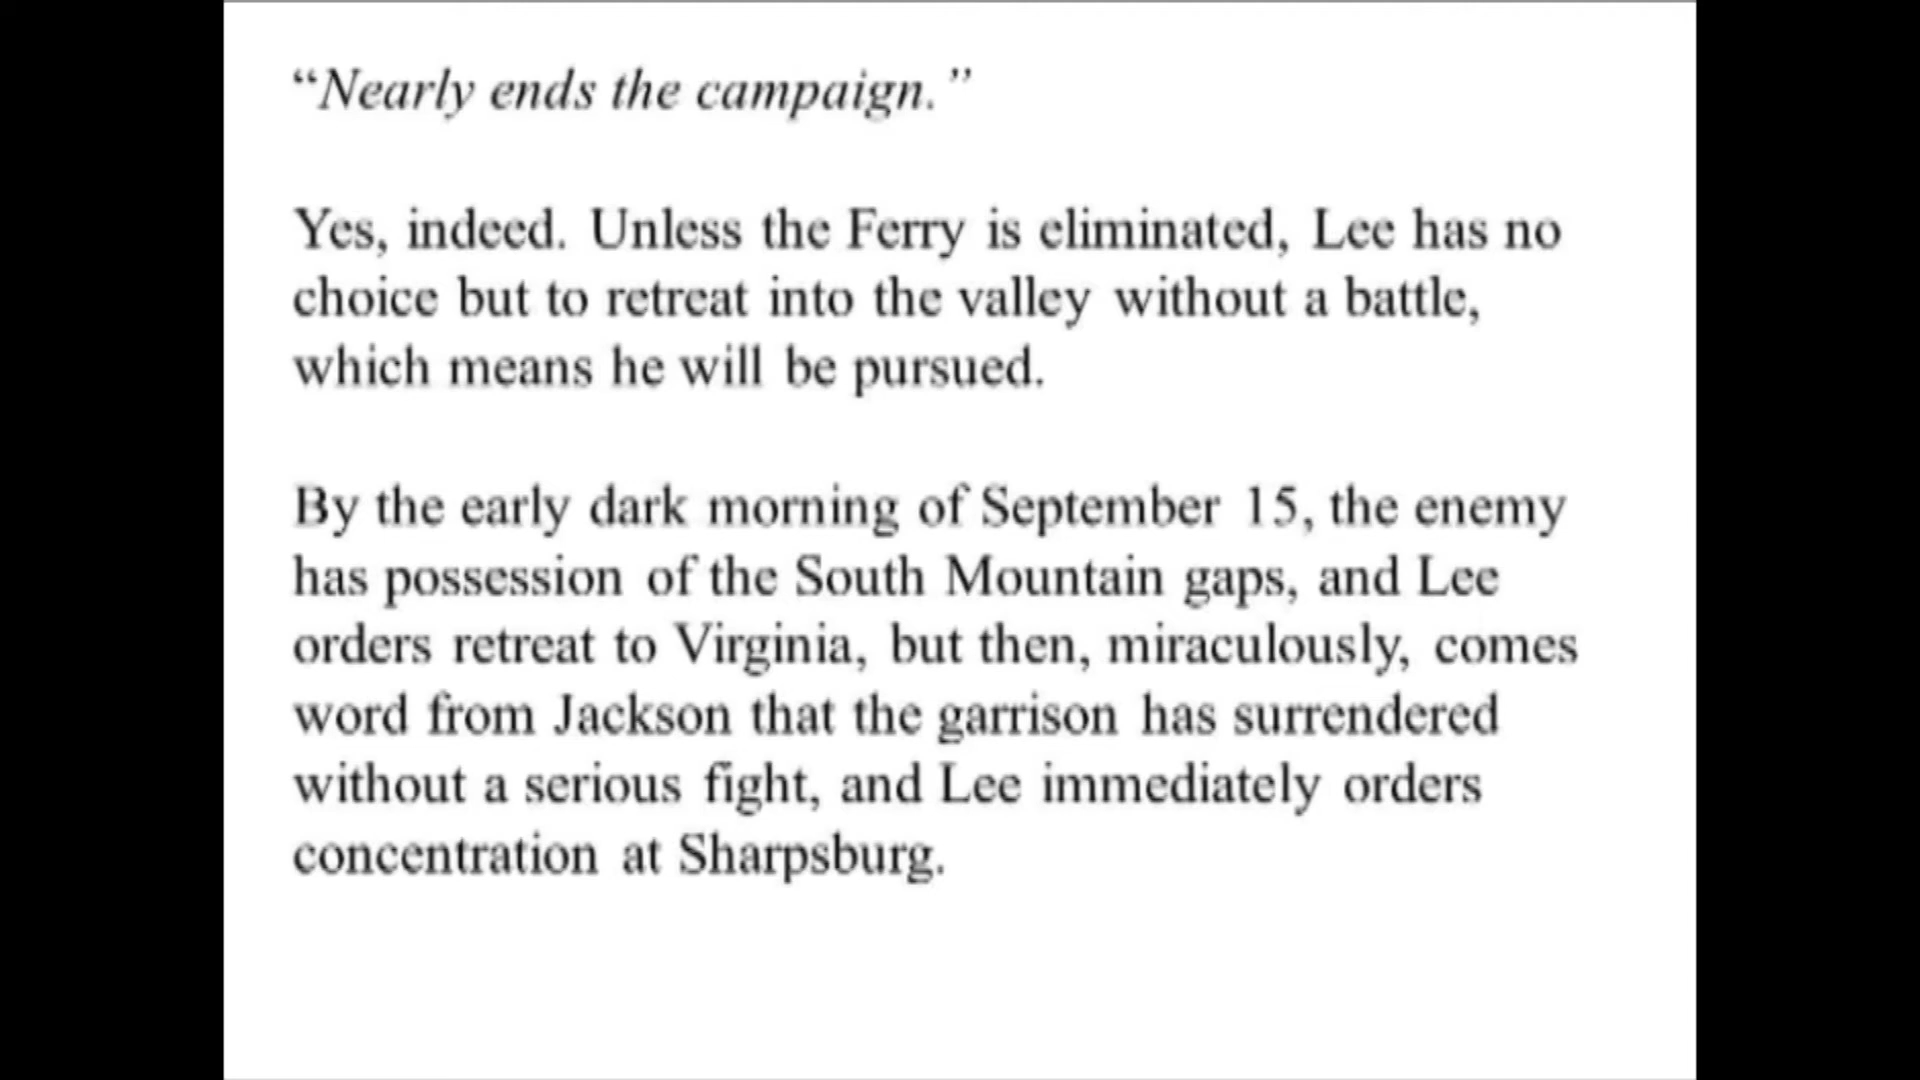 “Nearly ends the campaign.”
Yes, indeed. Unless the Ferry is eliminated, Lee has no
choice but to retreat into the valley without a battle,
which means he will be pursued.
By the early dark morning of September 15, the enemy
has possession of the South Mountain gaps, and Lee
orders retreat to Virginia, but then, miraculously, comes
word from Jackson that the garrison has surrendered
without a serious fight, and Lee immediately orders
concentration at Sharpsburg.